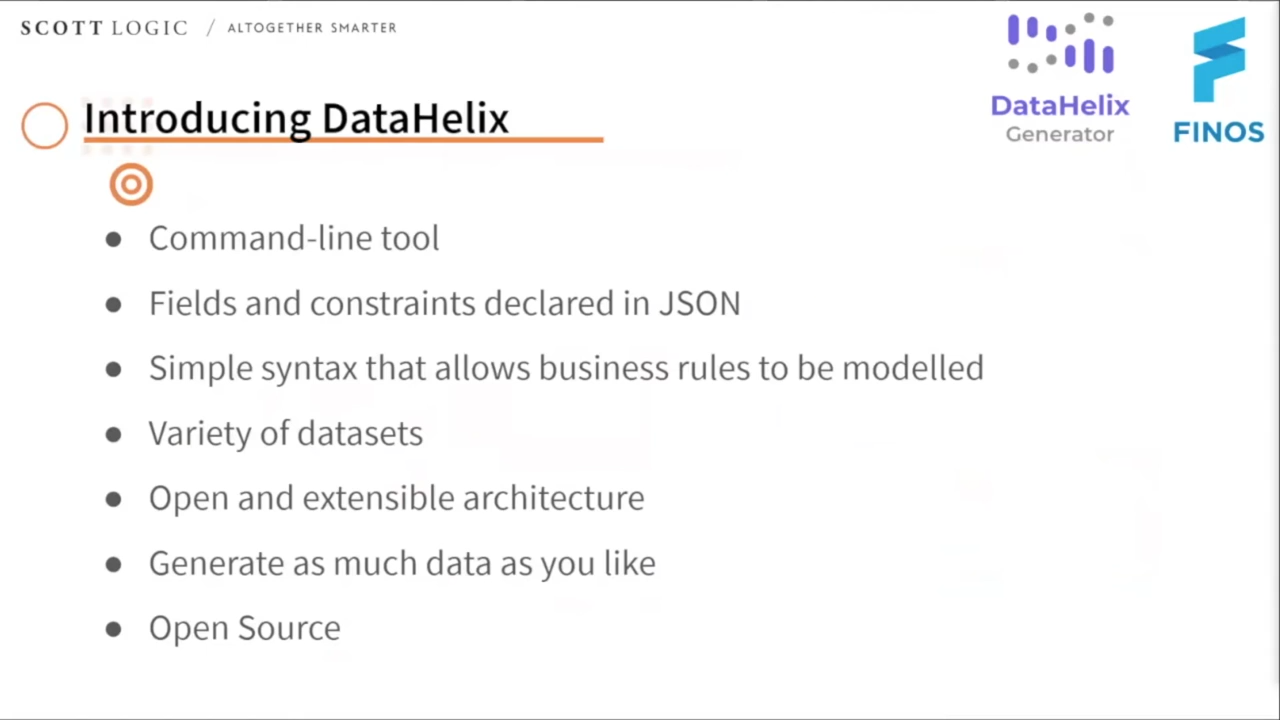 SCOTT LOGIC / ALTOGETHER SMARTER
DataHelix
Generator
FINOS
Introducing DataHelix
● Command-line tool
● Fields and constraints declared in JSON
● Simple syntax that allows business rules to be modelled
● Variety of datasets
● Open and extensible architecture
● Generate as much data as you like
● Open Source